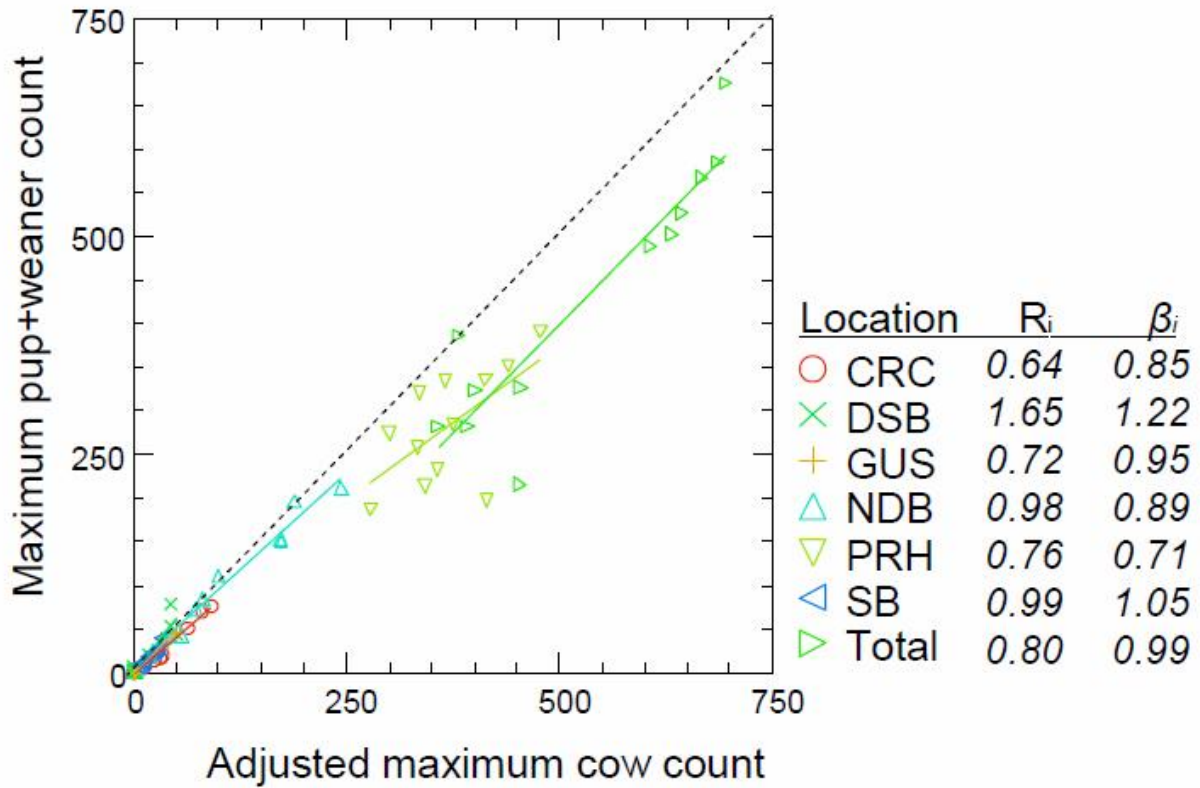 Maximum pup+weaner count
750
500
250
0
0 250 500 750
Adjusted maximum cow count
Location Ri βi
CRC 0.64 0.85
DSB 1.65 1.22
GUS 0.72 0.95
NDB 0.98 0.89
PRH 0.76 0.71
SB 0.99 1.05
Total 0.80 0.99